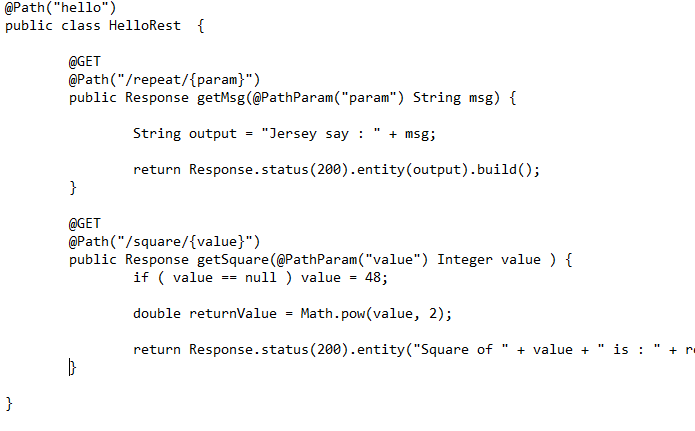 @Path("hello")
public class HelloRest  {
@GET
@Path("/repeat/{param}")
public Response getMsg(@PathParam("param") String msg) {
String output = "Jersey say : " + msg;
return Response.status(200).entity(output).build();
}
@GET
@Path("/square/{value}")
public Response getSquare(@PathParam("value") Integer value ) {
if ( value == null ) value = 48;
double returnValue = Math.pow(value, 2);
return Response.status(200).entity("Square of " + value + " is : " + r
}
}